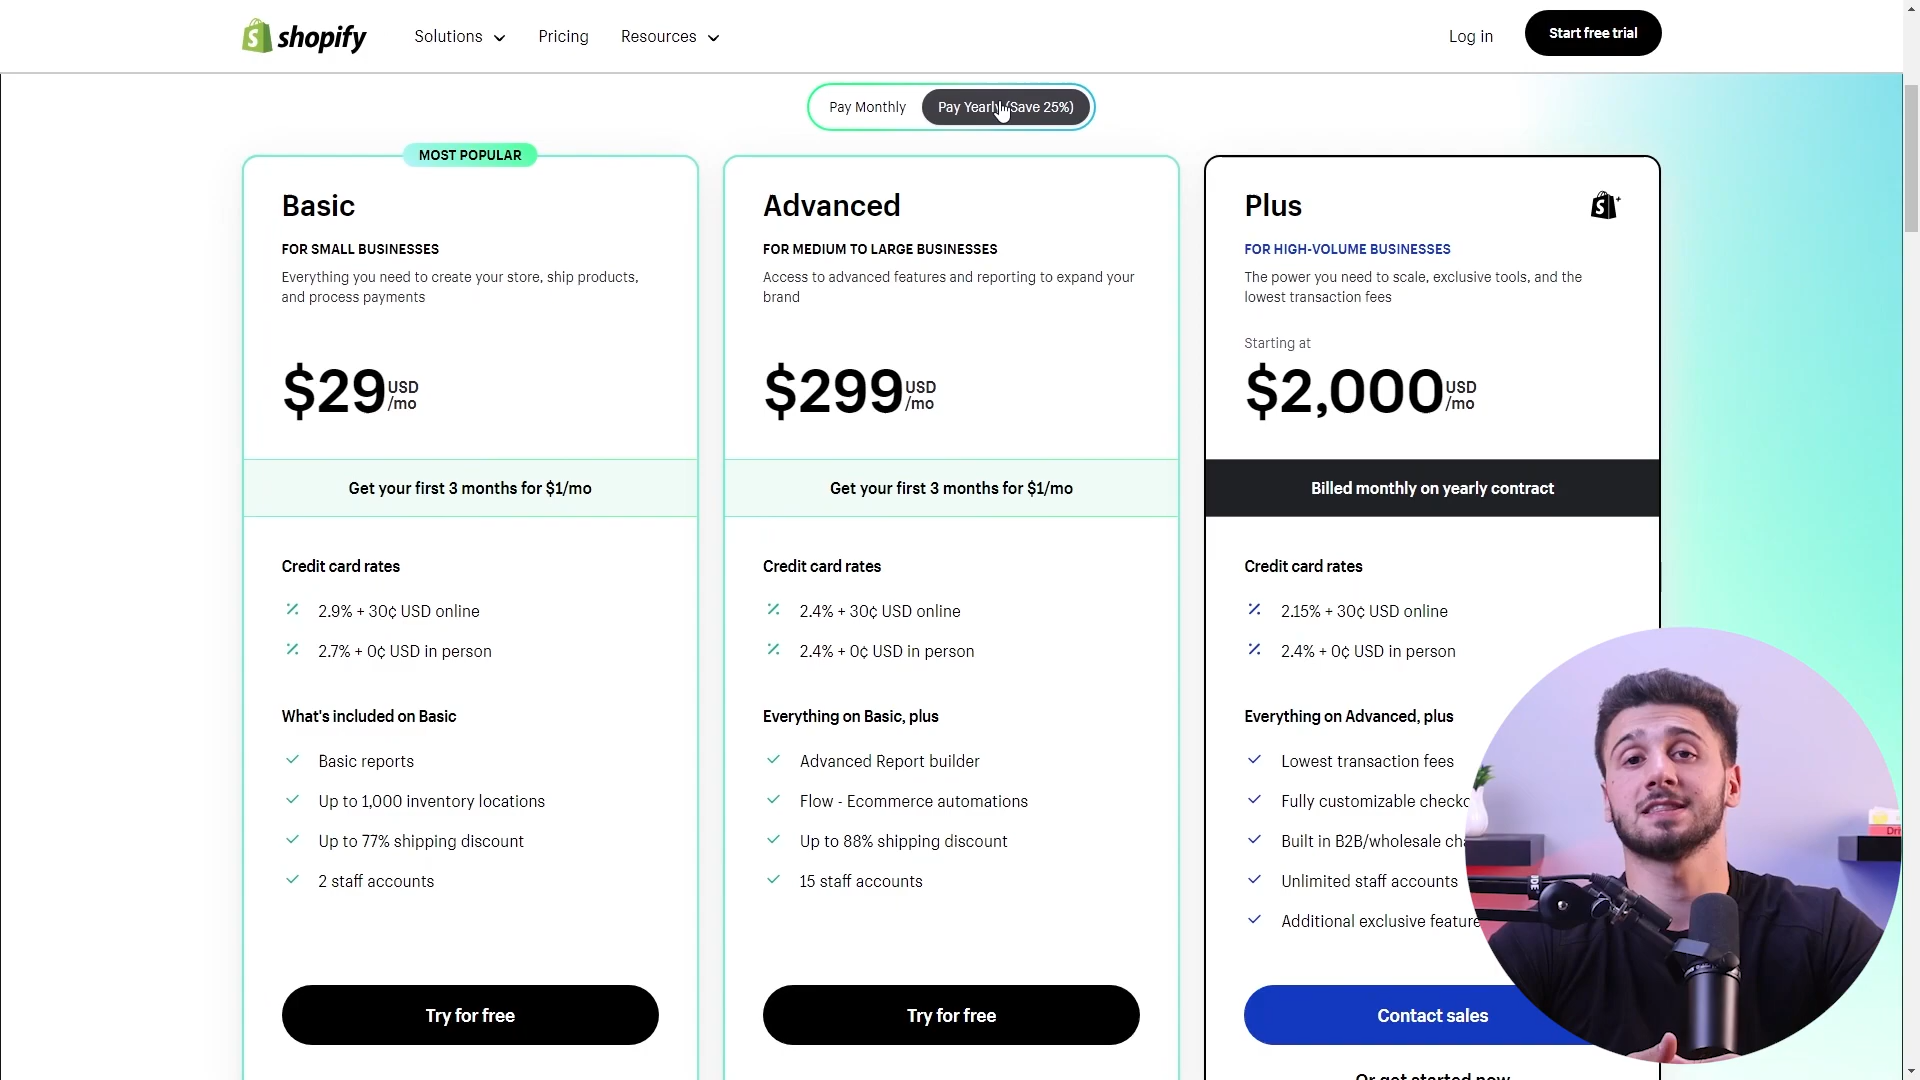 shopify
Solutions
Pricing
Resources
Log in
Start free trial
Pay Monthly
Pay Yearly (Save 25%)
MOST POPULAR
Basic
FOR SMALL BUSINESSES
Everything you need to create your store, ship products,
and process payments
$29 USD
/mo
Get your first 3 months for $1/mo
Credit card rates
2.9% + 30¢ USD online
2.7% + 0¢ USD in person
What's included on Basic
Basic reports
Up to 1,000 inventory locations
Up to 77% shipping discount
2 staff accounts
Try for free
Advanced
FOR MEDIUM TO LARGE BUSINESSES
Access to advanced features and reporting to expand your
brand
$299 USD
/mo
Get your first 3 months for $1/mo
Credit card rates
2.4% + 30¢ USD online
2.4% + 0¢ USD in person
Everything on Basic, plus
Advanced Report builder
Flow - Ecommerce automations
Up to 88% shipping discount
15 staff accounts
Try for free
Plus
FOR HIGH-VOLUME BUSINESSES
The power you need to scale, exclusive tools, and the
lowest transaction fees
Starting at
$2,000 USD
/mo
Billed monthly on yearly contract
Credit card rates
2.15% + 30¢ USD online
2.4% + 0¢ USD in person
Everything on Advanced, plus
Lowest transaction fees
Fully customizable
Built in B2B/wholesale
Unlimited staff accounts
Additional exclusive
Contact sales
Or get started now